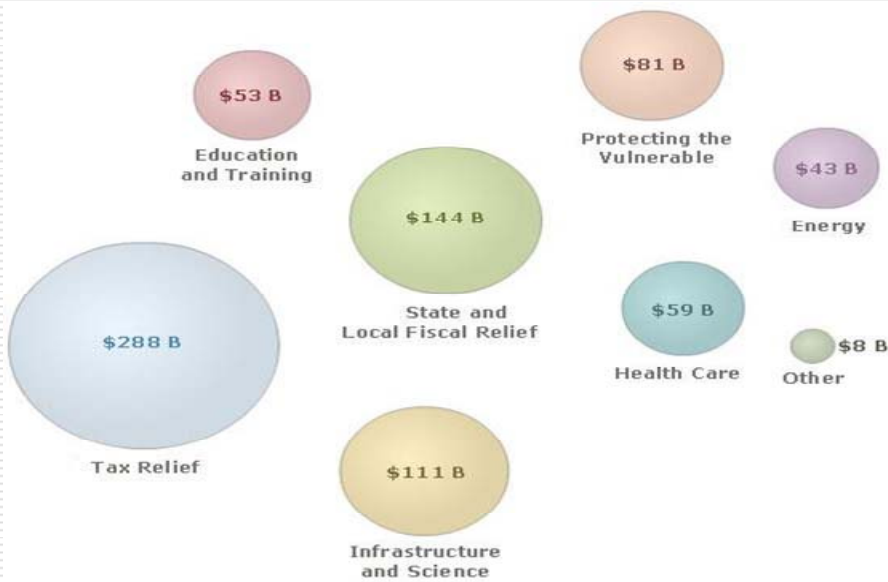 $53 B
Education
and Training
$81 B
Protecting the
Vulnerable
$43 B
Energy
$144 B
State and
Local Fiscal Relief
$288 B
Tax Relief
$59 B
Health Care
$8 B
Other
$111 B
Infrastructure
and Science